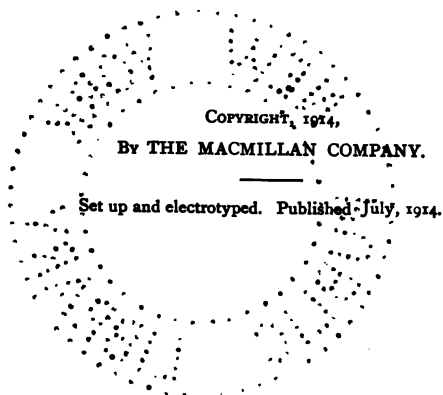 COPYRIGHT, 1914,
BY THE MACMILLAN COMPANY.
Set up and electrotyped. Published July, 1914.